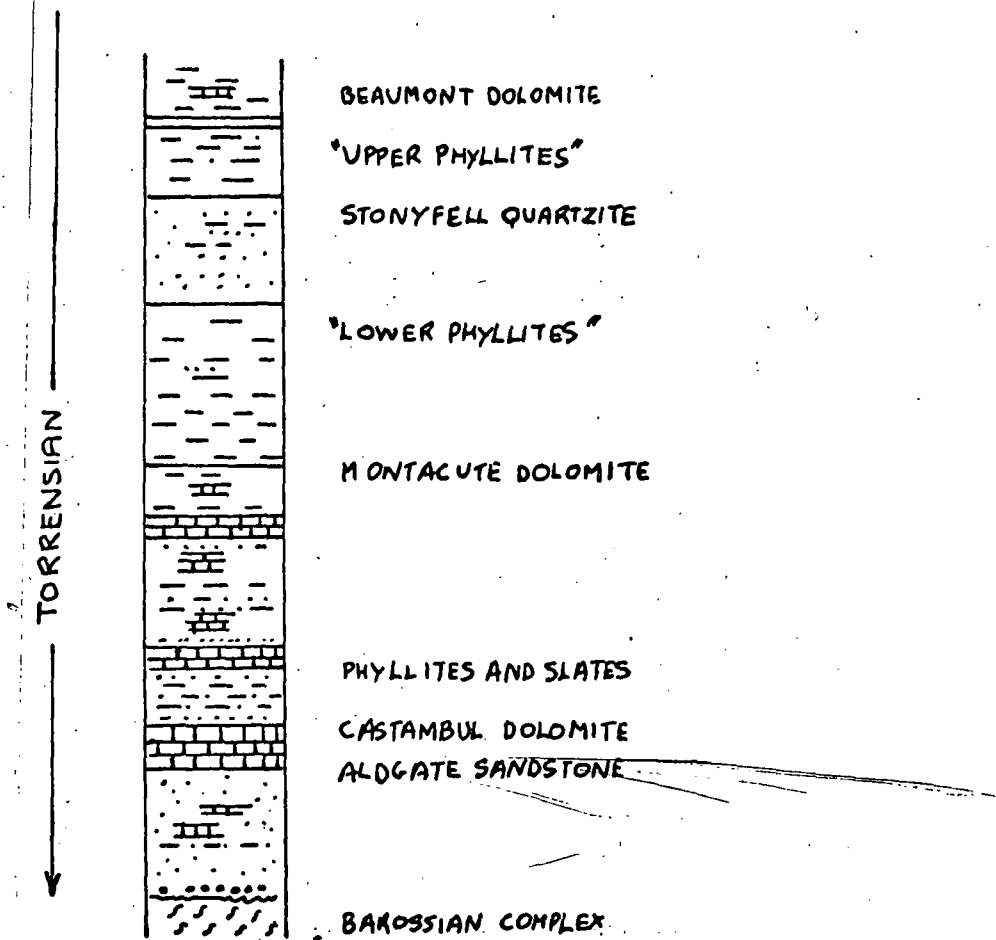 BEAUMONT DOLOMITE
"UPPER PHYLLITES"
STONYFELL QUARTZITE
"LOWER PHYLLITES"
MONTACUTE DOLOMITE
TORRENSIAN
PHYLLITES AND SLATES
CASTAMBUL DOLOMITE
ALDGATE SANDSTONE
BAROSSIAN COMPLEX